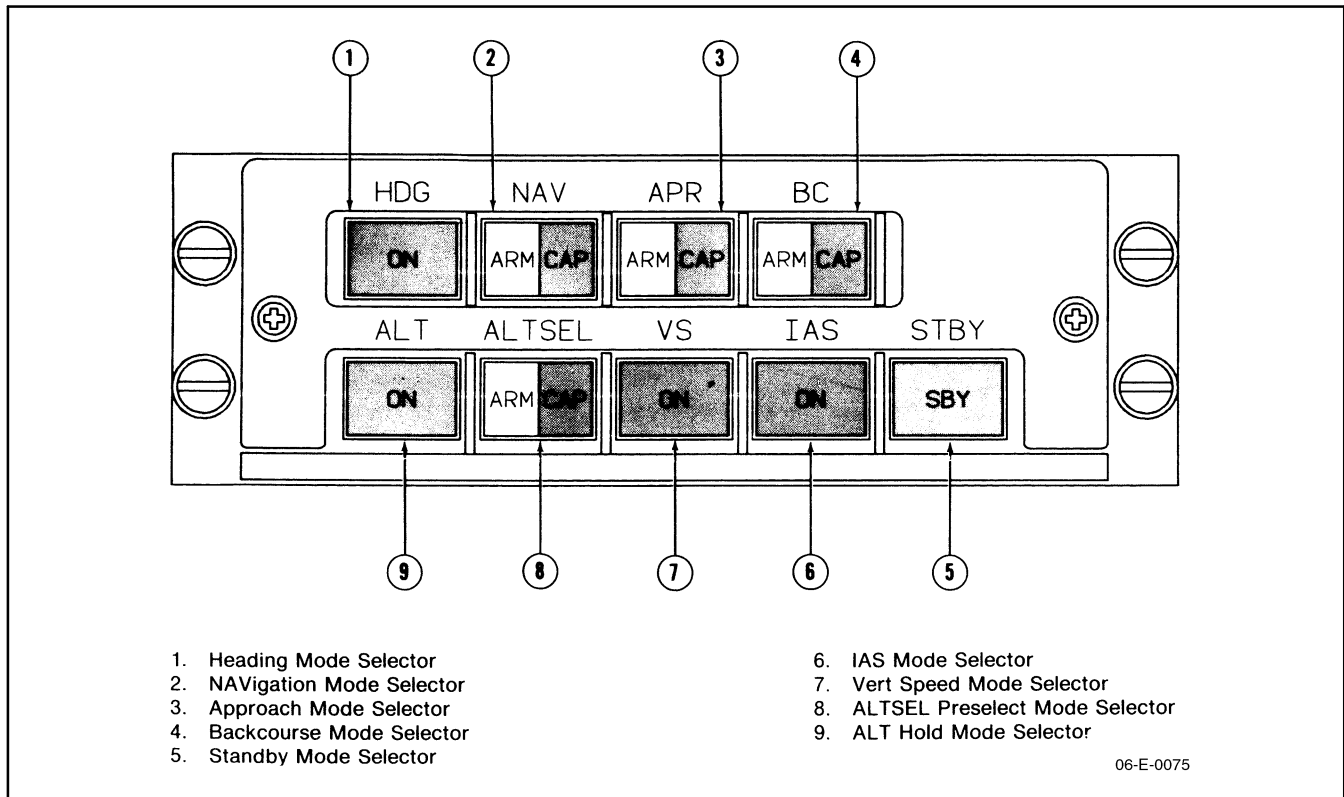 1 2 3 4
HDG NAV APR BC
ON ARM CAP ARM CAP ARM CAP
ALT ALTSEL VS IAS STBY
ON ARM CAP ON ON SBY
9 8 7 6 5
1. Heading Mode Selector
2. NAVigation Mode Selector
3. Approach Mode Selector
4. Backcourse Mode Selector
5. Standby Mode Selector
6. IAS Mode Selector
7. Vert Speed Mode Selector
8. ALTSEL Preselect Mode Selector
9. ALT Hold Mode Selector
06-E-0075